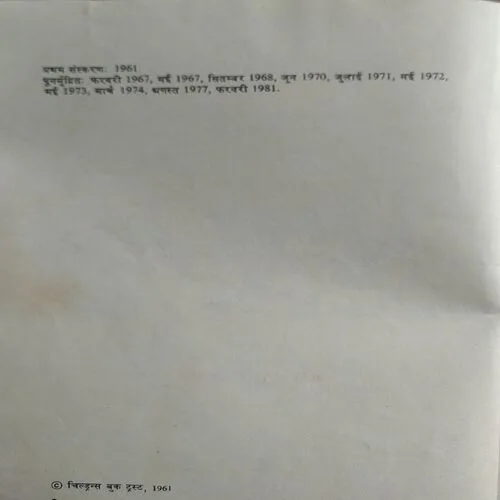 प्रथम संस्करण: 1961
पुनर्मुद्रित: फरवरी 1967, मई 1967, सितम्बर 1968, जून 1970, जुलाई 1971, मई 1972,
मई 1973, मार्च 1974, अगस्त 1977, फरवरी 1981.
© चिल्ड्रन्स बुक ट्रस्ट, 1961